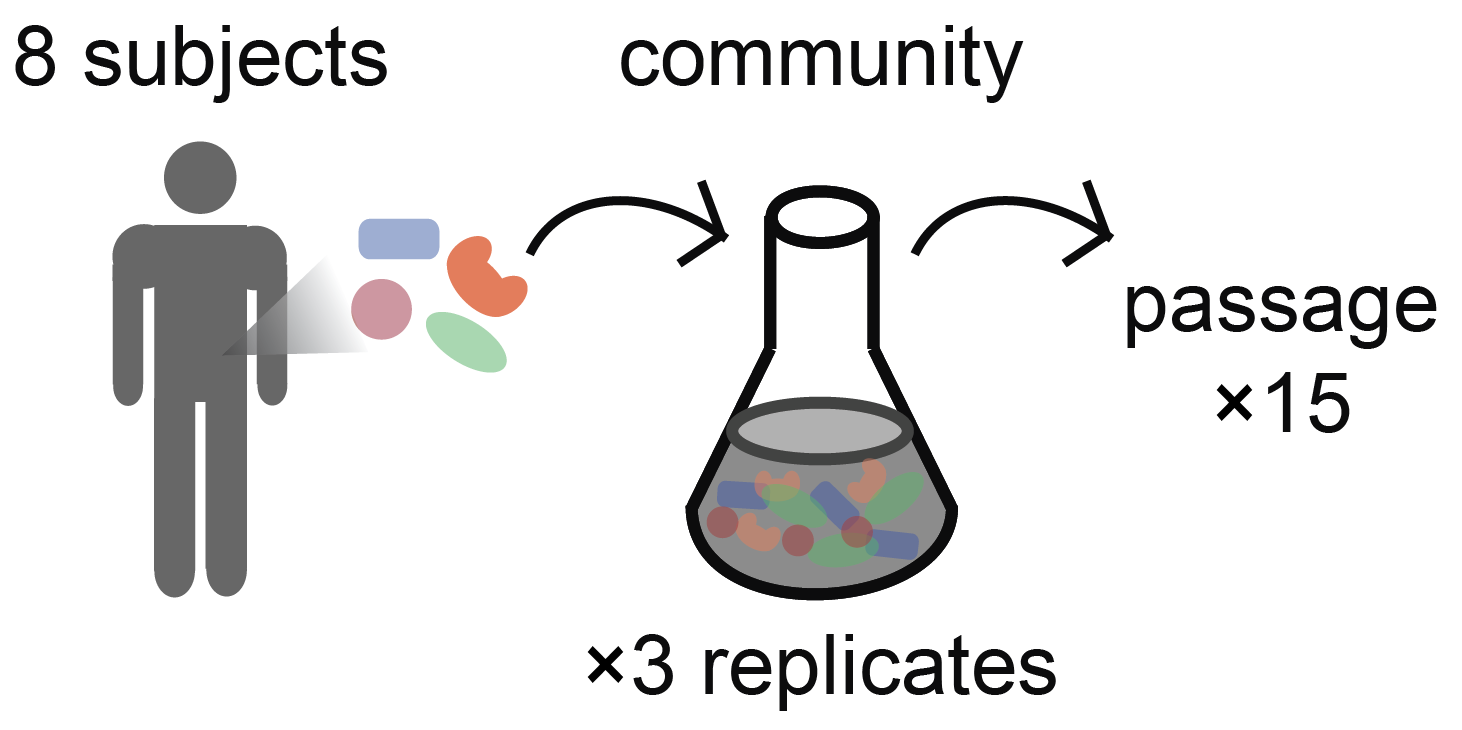 8 subjects
community
passage
×15
×3 replicates